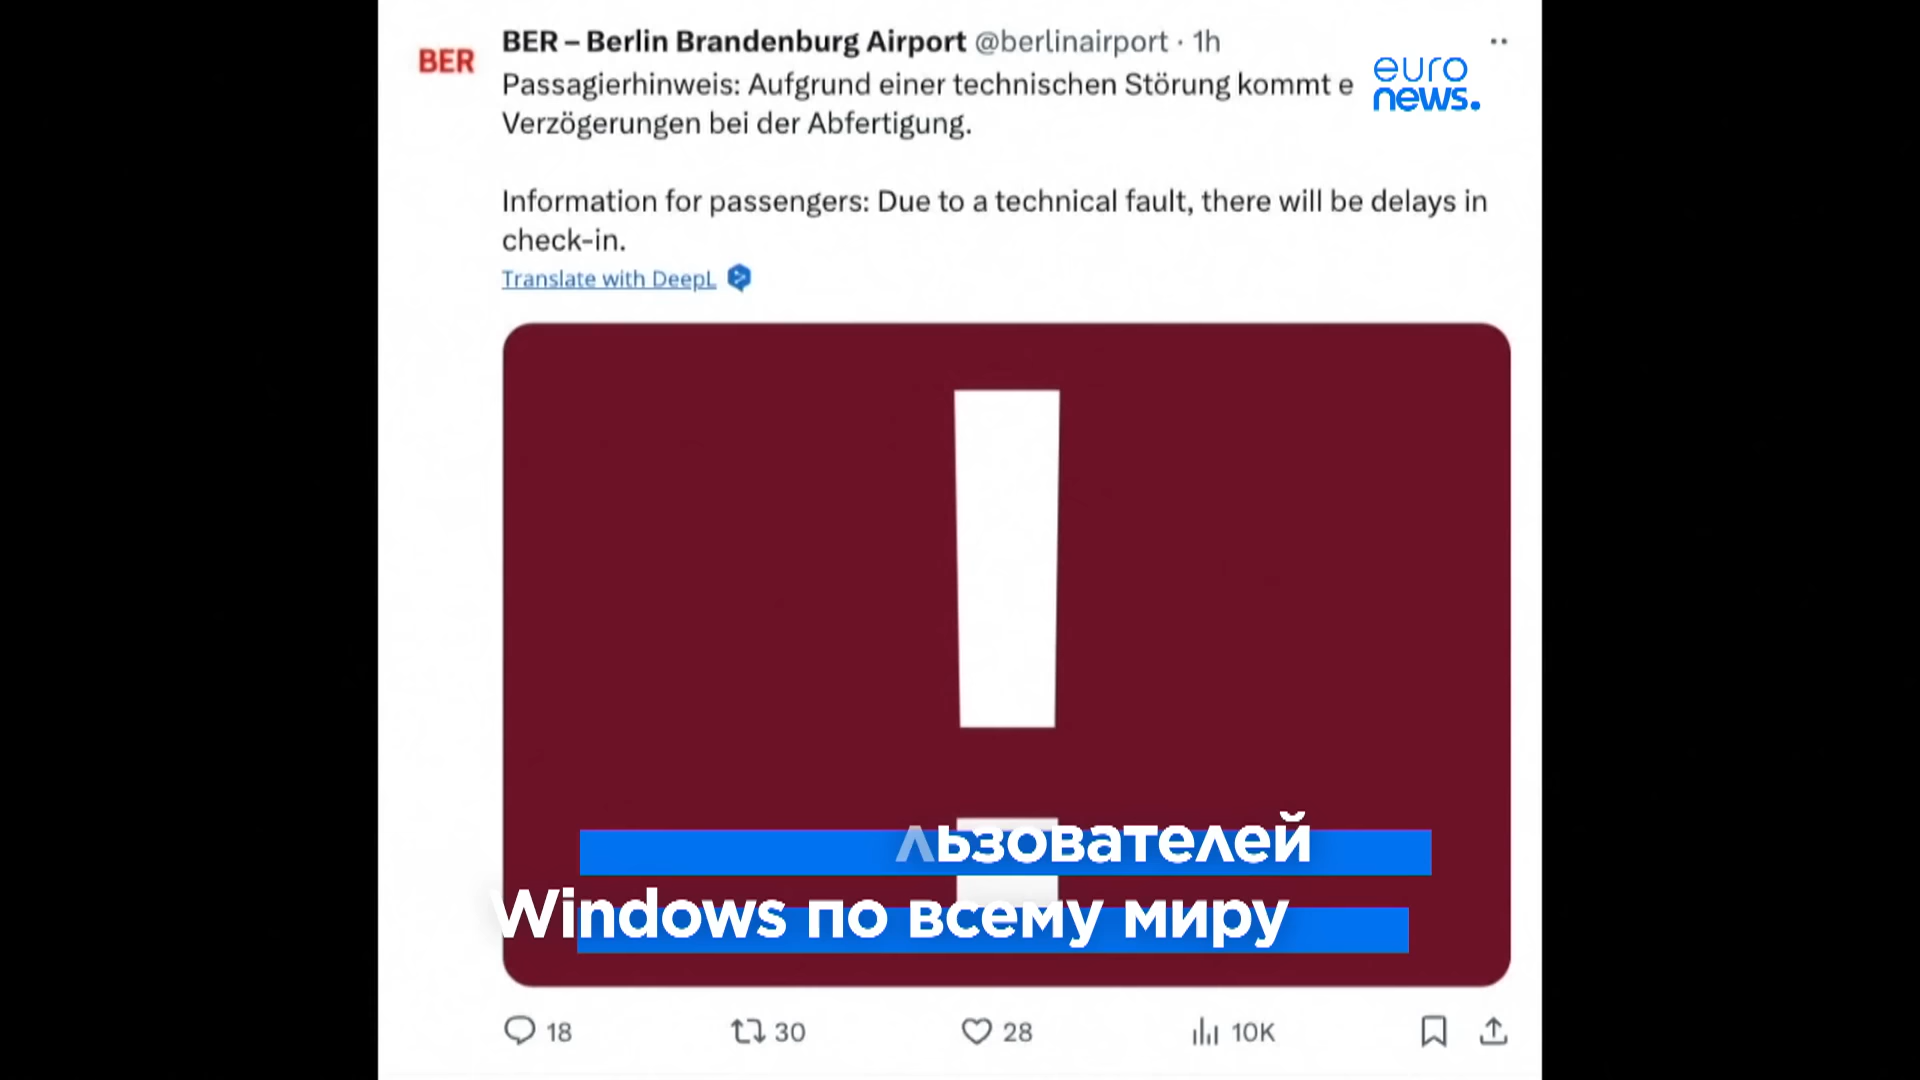 BER – Berlin Brandenburg Airport @berlinairport · 1h
BER
euro
news.
Passagierhinweis: Aufgrund einer technischen Störung kommt e
Verzögerungen bei der Abfertigung.
Information for passengers: Due to a technical fault, there will be delays in
check-in.
Translate with DeepL
!
льзователей
Windows по всему миру
18
30
28
10K